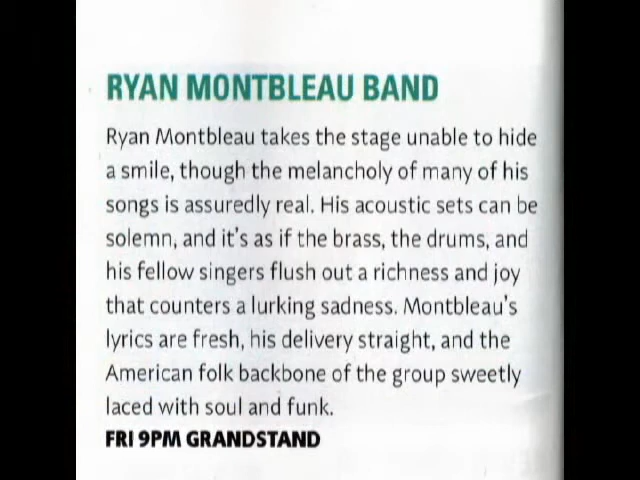 RYAN MONTBLEAU BAND
Ryan Montbleau takes the stage unable to hide
a smile, though the melancholy of many of his
songs is assuredly real. His acoustic sets can be
solemn, and it's as if the brass, the drums, and
his fellow singers flush out a richness and joy
that counters a lurking sadness. Montbleau's
lyrics are fresh, his delivery straight, and the
American folk backbone of the group sweetly
laced with soul and funk.
FRI 9PM GRANDSTAND